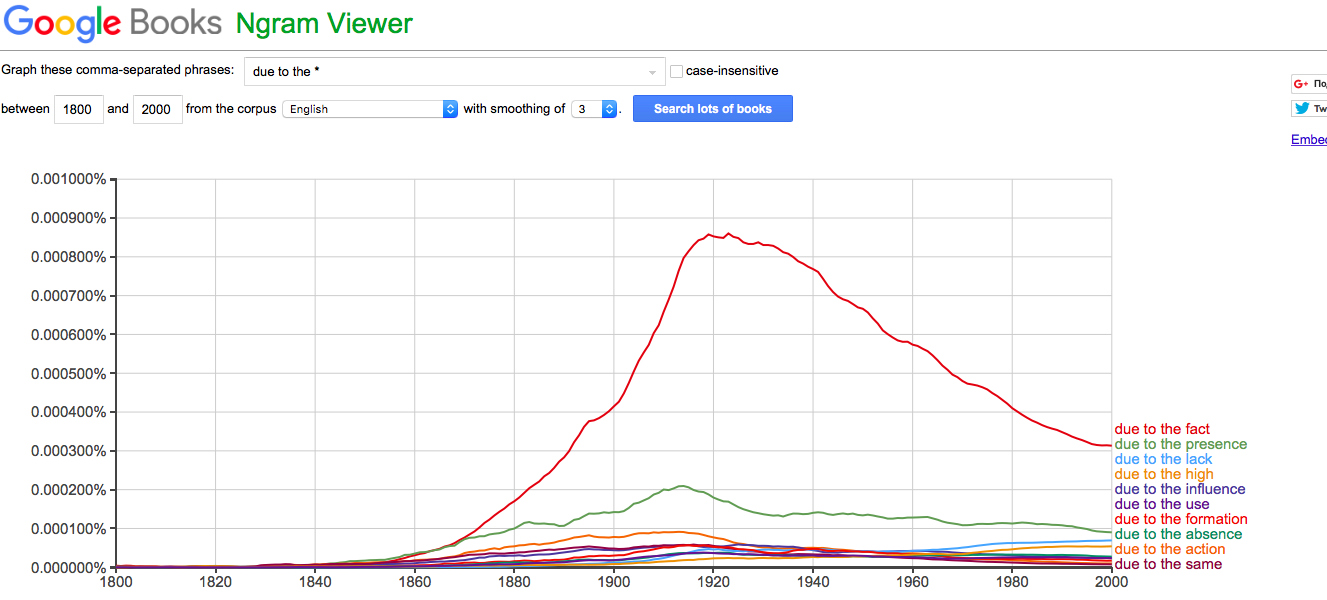 Google Books Ngram Viewer
Graph these comma-separated phrases: due to the * case-insensitive
between 1800 and 2000 from the corpus English with smoothing of 3 . Search lots of books
G+ По
Tw
Embe
0.001000%
0.000900%
0.000800%
0.000700%
0.000600%
0.000500%
0.000400%
0.000300%
0.000200%
0.000100%
0.000000%
1800 1820 1840 1860 1880 1900 1920 1940 1960 1980 2000
due to the fact
due to the presence
due to the lack
due to the high
due to the influence
due to the use
due to the formation
due to the absence
due to the action
due to the same